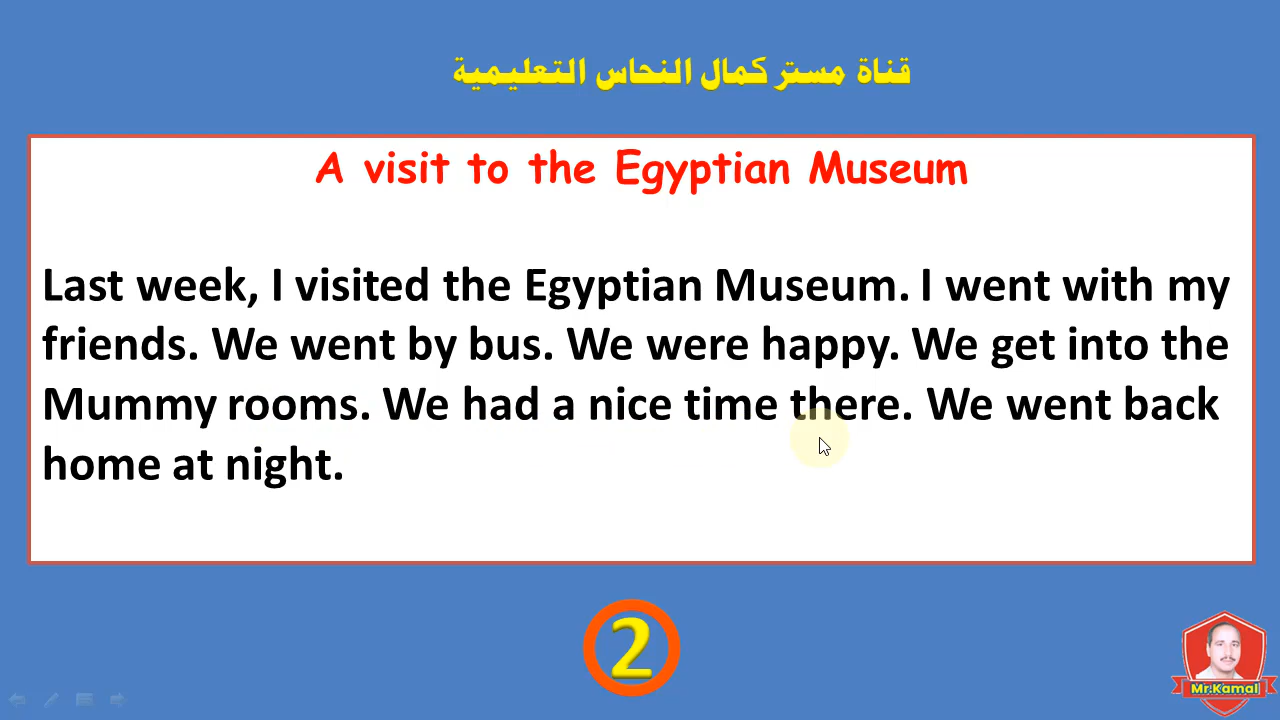 قناة مستر كمال النحاس التعليمية
A visit to the Egyptian Museum
Last week, I visited the Egyptian Museum. I went with my
friends. We went by bus. We were happy. We get into the
Mummy rooms. We had a nice time there. We went back
home at night.
2
Mr.Kamal